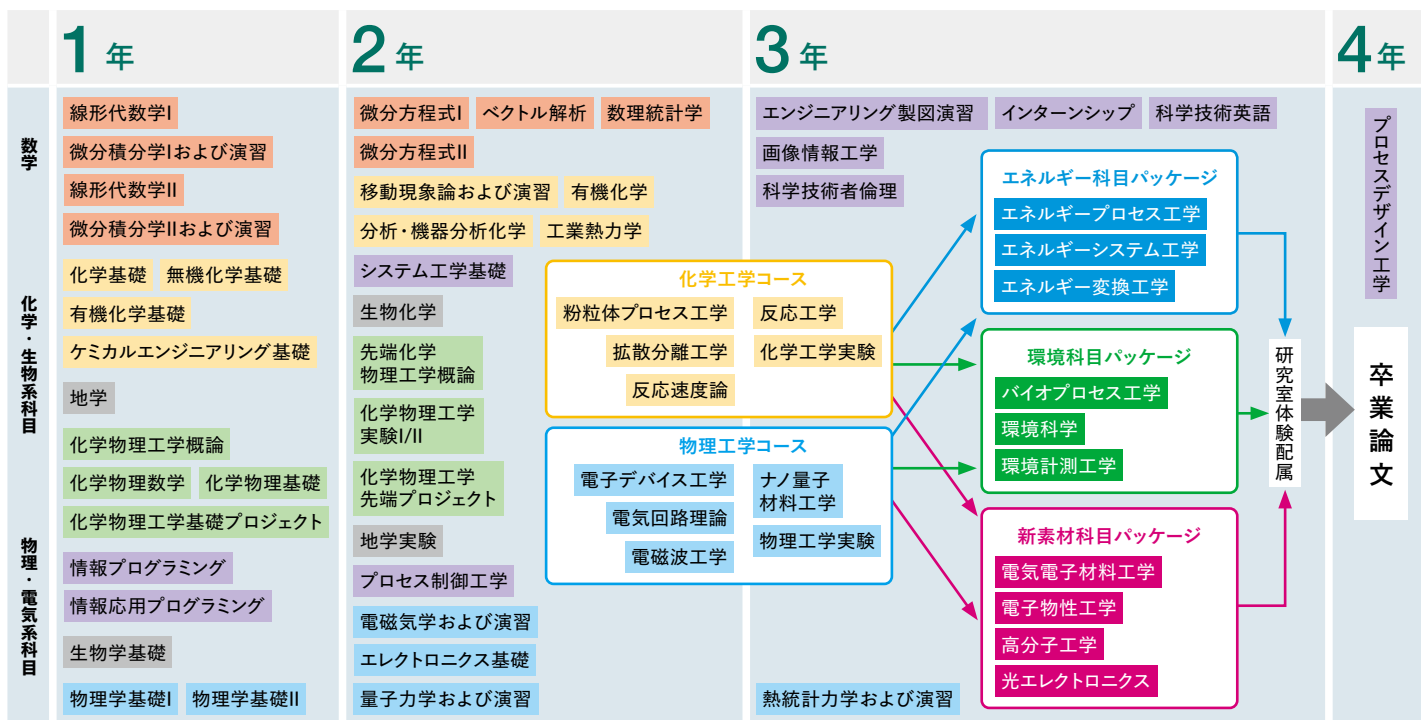 1年
2年
3年
4年
数学
化学・生物系科目
物理・電気系科目
線形代数学I
微分積分学Iおよび演習
線形代数学II
微分積分学IIおよび演習
化学基礎
無機化学基礎
有機化学基礎
ケミカルエンジニアリング基礎
地学
化学物理工学概論
化学物理数学
化学物理基礎
化学物理工学基礎プロジェクト
情報プログラミング
情報応用プログラミング
生物学基礎
物理学基礎I
物理学基礎II
微分方程式I
ベクトル解析
数理統計学
微分方程式II
移動現象論および演習
有機化学
分析・機器分析化学
工業熱力学
システム工学基礎
生物化学
先端化学
物理工学概論
化学物理工学
実験I/II
化学物理工学
先端プロジェクト
地学実験
プロセス制御工学
電磁気学および演習
エレクトロニクス基礎
量子力学および演習
化学工学コース
粉粒体プロセス工学
反応工学
拡散分離工学
化学工学実験
反応速度論
物理工学コース
電子デバイス工学
ナノ量子
材料工学
電気回路理論
物理工学実験
電磁波工学
エンジニアリング製図演習
インターンシップ
科学技術英語
画像情報工学
科学技術者倫理
熱統計力学および演習
エネルギー科目パッケージ
エネルギープロセス工学
エネルギーシステム工学
エネルギー変換工学
環境科目パッケージ
バイオプロセス工学
環境科学
環境計測工学
新素材科目パッケージ
電気電子材料工学
電子物性工学
高分子工学
光エレクトロニクス
研究室体験配属
プロセスデザイン工学
卒業論文